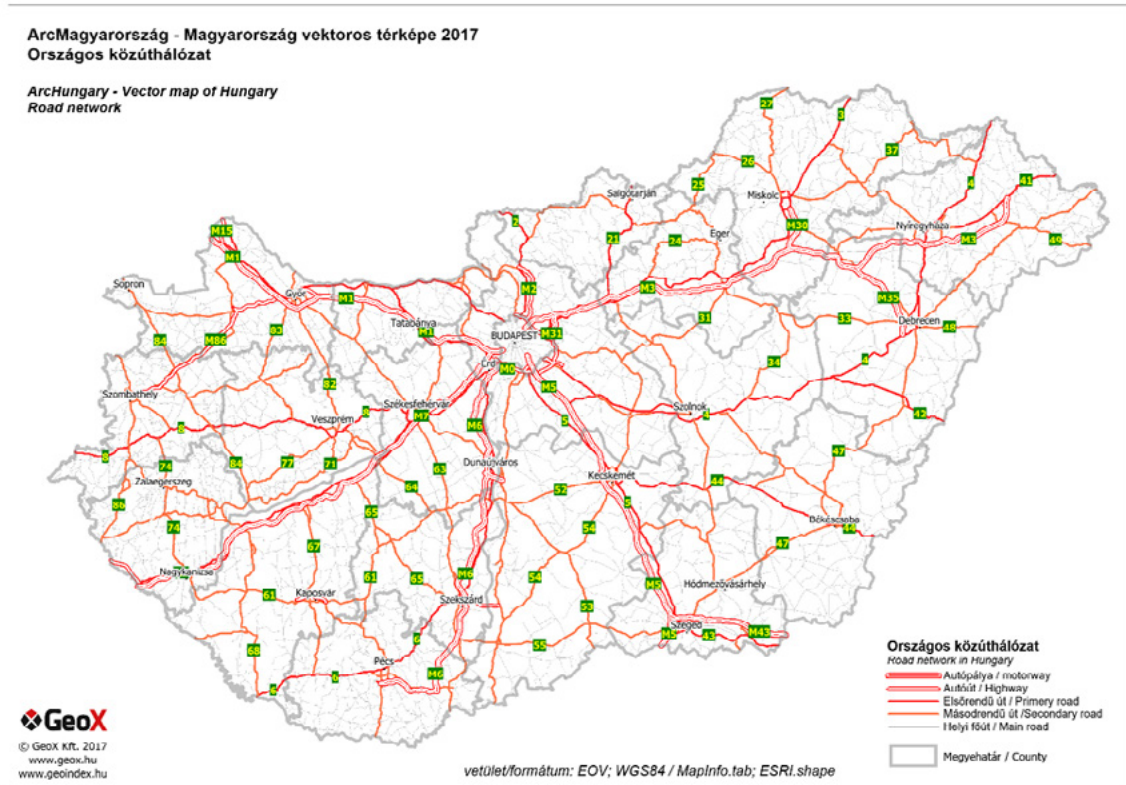 ArcMagyarország - Magyarország vektoros térképe 2017
Országos közúthálózat
ArcHungary - Vector map of Hungary
Road network
27
3
37
26
25
Salgótarján
Miskolc
4
41
2
M15
M1
21
24
Eger
M30
Nyíregyháza
M3
49
Sopron
Győr
M1
M2
M3
M35
84
M86
82
Tatabánya
M1
BUDAPEST
M31
31
33
Debrecen
48
Érd
M0
34
4
Szombathely
82
M5
Székesfehérvár
M7
8
Veszprém
8
M6
5
Szolnok
4
42
8
74
84
77
71
63
Dunaújváros
47
Zalaegerszeg
64
52
Kecskemét
44
86
74
65
5
54
Békéscsaba
44
67
47
Nagykanizsa
61
65
M6
54
Hódmezővásárhely
M5
61
Kaposvár
Szekszárd
53
68
6
55
Szeged
M5
43
M43
Pécs
6
M6
6
Országos közúthálózat
Road network in Hungary
Autópálya / motorway
Autóút / Highway
Elsőrendű út / Primery road
Másodrendű út /Secondary road
Helyi főút / Main road
Megyehatár / County
GeoX
© GeoX Kft. 2017
www.geox.hu
www.geoindex.hu
vetület/formátum: EOV; WGS84 / MapInfo.tab; ESRI.shape